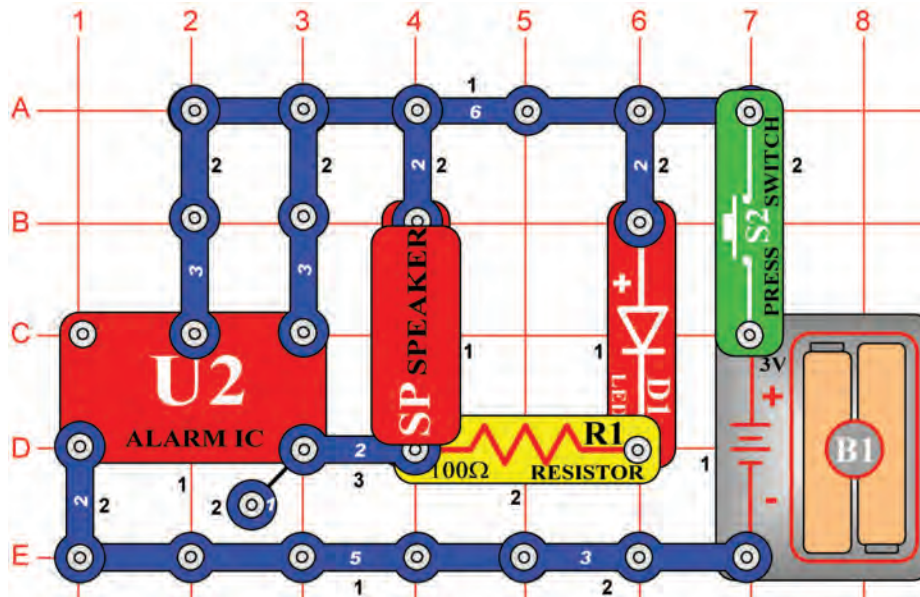 1 2 3 4 5 6 7 8
A
1
6
2 2 2 2 2 2 2
B
3 3
SPEAKER
SP
+
D1
LED
S2
PRESS SWITCH
C
U2
ALARM IC
1 1
3V
+
-
B1
D
2
3
R1
100Ω
RESISTOR
1
2
1
2 1
2 2
E
5 3
1 2